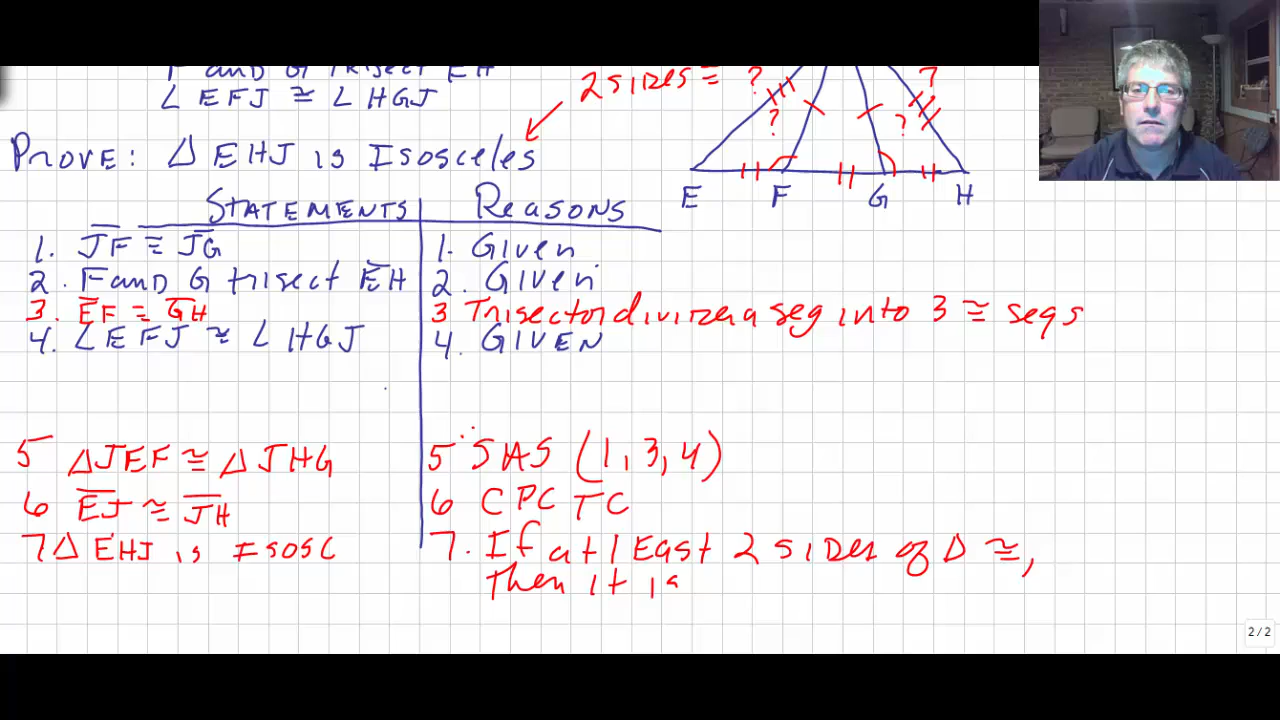 F and G trisect EH
∠EFJ ≅ ∠HGJ
2 sides ≅
? ?
? ?
Prove: △EHJ is Isosceles
E F G H
Statements Reasons
1. JF ≅ JG 1. Given
2. F and G trisect EH 2. Given
3. EF ≅ GH 3 Trisector divides a seg into 3 ≅ segs
4. ∠EFJ ≅ ∠HGJ 4. GIVEN
5 △JEF ≅ △JHG 5. SAS (1, 3, 4)
6 EJ ≅ JH 6 CPCTC
7 △EHJ is Isosc 7. If at least 2 sides of △ ≅,
Then it is
2/2